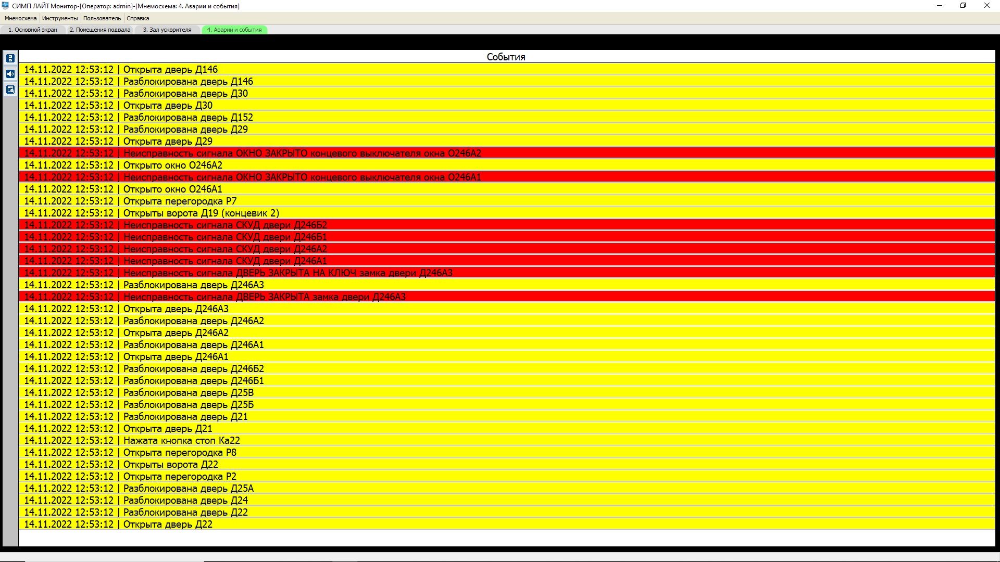 СИМП ЛАЙТ Монитор-[Оператор: admin]-[Мнемосхема: 4. Аварии и события]
Мнемосхема Инструменты Пользователь Справка
1. Основной экран 2. Помещения подвала 3. Зал ускорителя 4. Аварии и события
События
14.11.2022 12:53:12 | Открыта дверь Д146
14.11.2022 12:53:12 | Разблокирована дверь Д146
14.11.2022 12:53:12 | Разблокирована дверь Д30
14.11.2022 12:53:12 | Открыта дверь Д30
14.11.2022 12:53:12 | Разблокирована дверь Д152
14.11.2022 12:53:12 | Разблокирована дверь Д29
14.11.2022 12:53:12 | Открыта дверь Д29
14.11.2022 12:53:12 | Неисправность сигнала ОКНО ЗАКРЫТО концевого выключателя окна О246А2
14.11.2022 12:53:12 | Открыто окно О246А2
14.11.2022 12:53:12 | Неисправность сигнала ОКНО ЗАКРЫТО концевого выключателя окна О246А1
14.11.2022 12:53:12 | Открыто окно О246А1
14.11.2022 12:53:12 | Открыта перегородка Р7
14.11.2022 12:53:12 | Открыты ворота Д19 (концевик 2)
14.11.2022 12:53:12 | Неисправность сигнала СКУД двери Д246Б2
14.11.2022 12:53:12 | Неисправность сигнала СКУД двери Д246Б1
14.11.2022 12:53:12 | Неисправность сигнала СКУД двери Д246А2
14.11.2022 12:53:12 | Неисправность сигнала СКУД двери Д246А1
14.11.2022 12:53:12 | Неисправность сигнала ДВЕРЬ ЗАКРЫТА НА КЛЮЧ замка двери Д246А3
14.11.2022 12:53:12 | Разблокирована дверь Д246А3
14.11.2022 12:53:12 | Неисправность сигнала ДВЕРЬ ЗАКРЫТА замка двери Д246А3
14.11.2022 12:53:12 | Открыта дверь Д246А3
14.11.2022 12:53:12 | Разблокирована дверь Д246А2
14.11.2022 12:53:12 | Открыта дверь Д246А2
14.11.2022 12:53:12 | Разблокирована дверь Д246А1
14.11.2022 12:53:12 | Открыта дверь Д246А1
14.11.2022 12:53:12 | Разблокирована дверь Д246Б2
14.11.2022 12:53:12 | Разблокирована дверь Д246Б1
14.11.2022 12:53:12 | Разблокирована дверь Д25В
14.11.2022 12:53:12 | Разблокирована дверь Д25Б
14.11.2022 12:53:12 | Разблокирована дверь Д21
14.11.2022 12:53:12 | Открыта дверь Д21
14.11.2022 12:53:12 | Нажата кнопка стоп Ка22
14.11.2022 12:53:12 | Открыта перегородка Р8
14.11.2022 12:53:12 | Открыты ворота Д22
14.11.2022 12:53:12 | Открыта перегородка Р2
14.11.2022 12:53:12 | Разблокирована дверь Д25А
14.11.2022 12:53:12 | Разблокирована дверь Д24
14.11.2022 12:53:12 | Разблокирована дверь Д22
14.11.2022 12:53:12 | Открыта дверь Д22